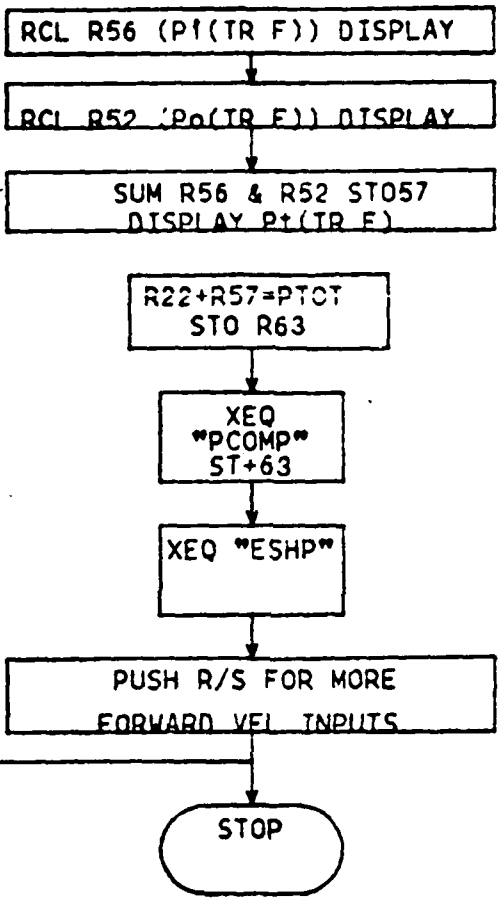 RCL R56 (Pi(TR F)) DISPLAY
RCL R52 (Po(TR F)) DISPLAY
SUM R56 & R52 STO57
DISPLAY Pt(TR F)
R22+R57=PTOT
STO R63
XEQ
"PCOMP"
ST+63
XEQ "ESHP"
PUSH R/S FOR MORE
FORWARD VEL INPUTS
STOP